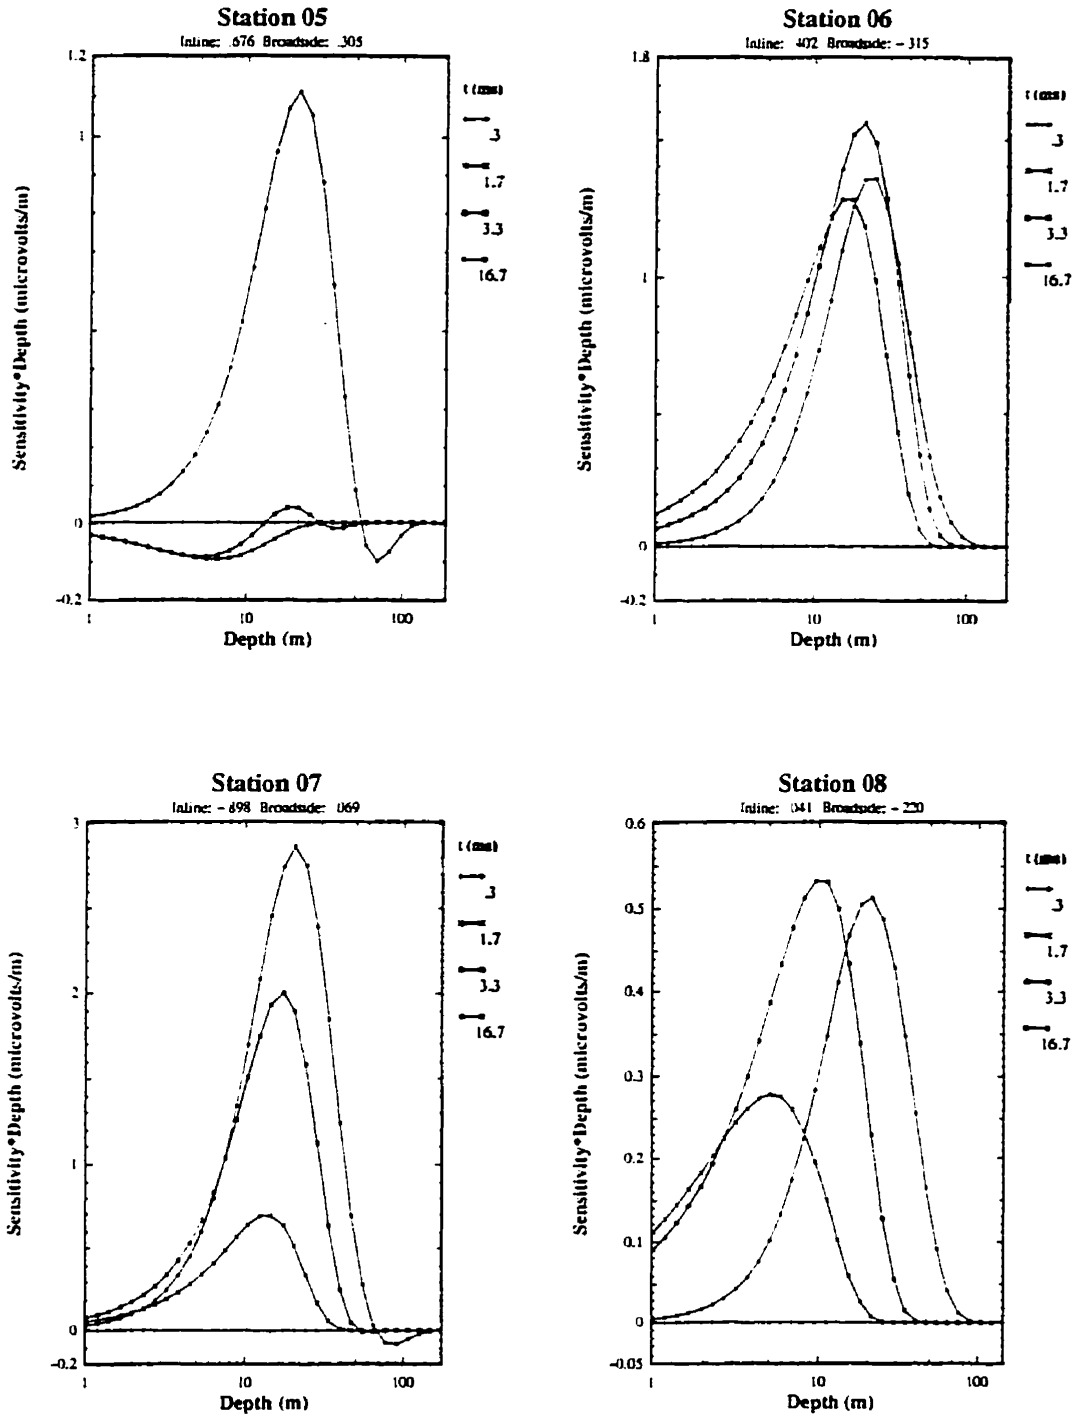 Station 05
Inline: .676 Broadside: .305
1.2
1
0
-0.2
1
10
100
Depth (m)
Sensitivity*Depth (microvolts/m)
t (ms)
.3
1.7
3.3
16.7
Station 06
Inline: .402 Broadside: -.315
1.8
1
0
-0.2
1
10
100
Depth (m)
Sensitivity*Depth (microvolts/m)
t (ms)
.3
1.7
3.3
16.7
Station 07
Inline: -.898 Broadside: .069
3
2
1
0
-0.2
1
10
100
Depth (m)
Sensitivity*Depth (microvolts/m)
t (ms)
.3
1.7
3.3
16.7
Station 08
Inline: .041 Broadside: -.220
0.6
0.5
0.4
0.3
0.2
0.1
0
-0.05
1
10
100
Depth (m)
Sensitivity*Depth (microvolts/m)
t (ms)
.3
1.7
3.3
16.7